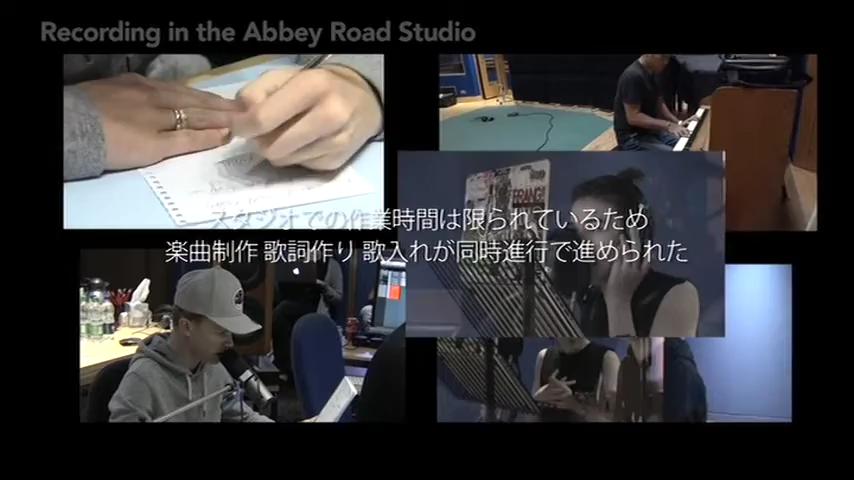 Recording in the Abbey Road Studio
スタジオでの作業時間は限られているため
楽曲制作 歌詞作り 歌入れが同時進行で進められた